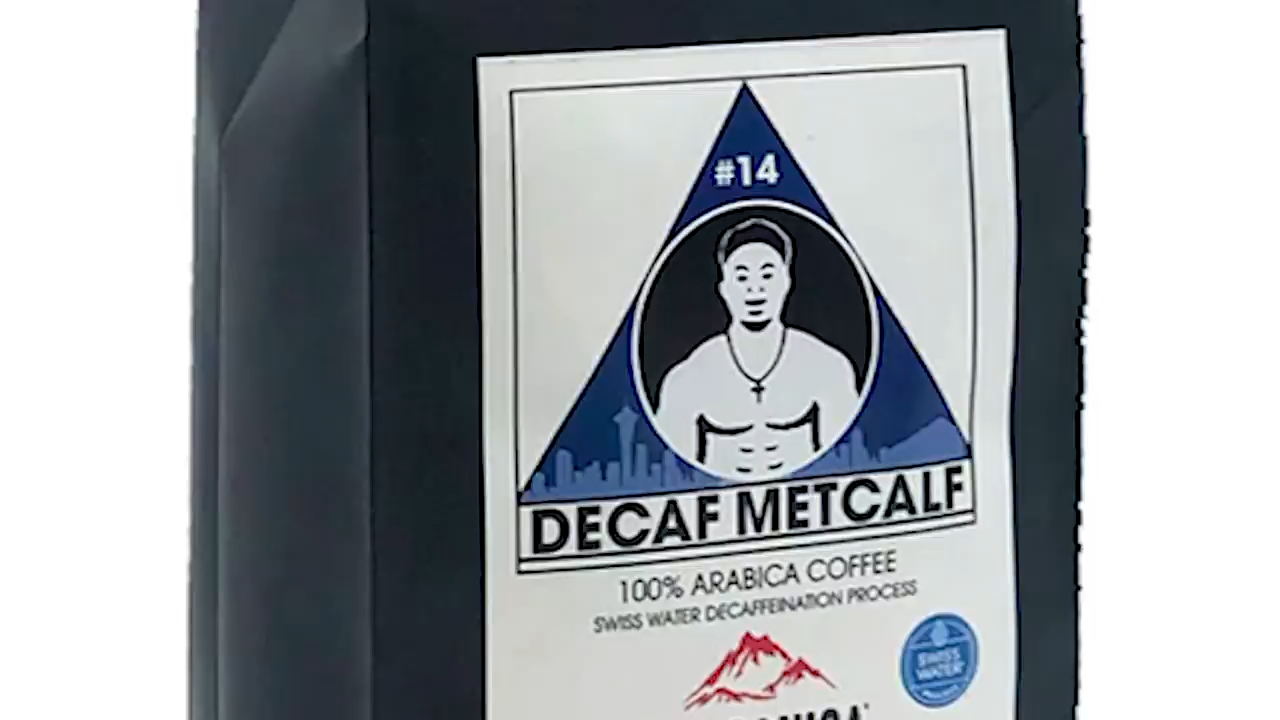 #14
DECAF METCALF
100% ARABICA COFFEE
SWISS WATER DECAFFEINATION PROCESS
SWISS
WATER